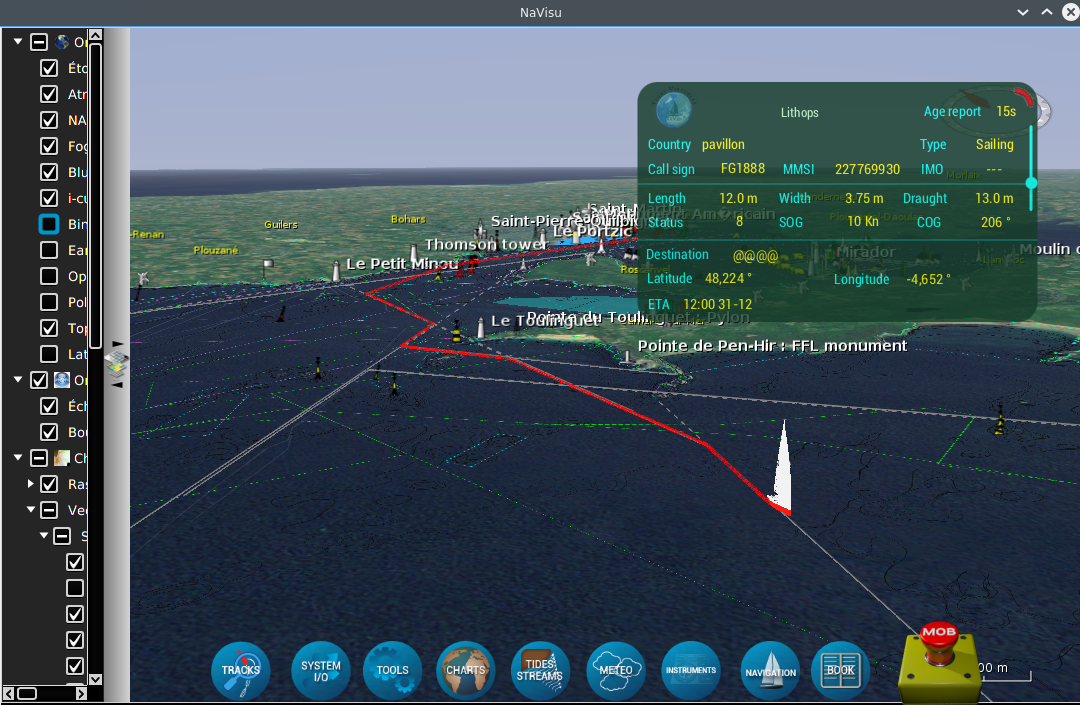 NaVisu
Or
Éto
Atr
NA
Fog
Blu
i-cu
Bin
Ear
Op
Pol
Top
Lat
Or
Éch
Bou
Ch
Ras
Vec
S
Lithops
Age report 15s
Country pavillon Type Sailing
Call sign FG1888 MMSI 227769930 IMO ---
Length 12.0 m Width 3.75 m Draught 13.0 m
Status 8 SOG 10 Kn COG 206 °
Destination @@@@
Latitude 48,224 ° Longitude -4,652 °
ETA 12:00 31-12
Morlaix
-Renan
Guilers
Bohars
Plouzané
Saint-Pierre-Quilbignon
Le Portzic
Thomson tower
Le Petit Minou
Mirador
Moulin
Le Toulinguet
Pointe du Toulinguet : Pylon
Pointe de Pen-Hir : FFL monument
TRACKS
SYSTEM
I/O
TOOLS
CHARTS
TIDES
STREAMS
METEO
INSTRUMENTS
NAVIGATION
BOOK
MOB
00 m